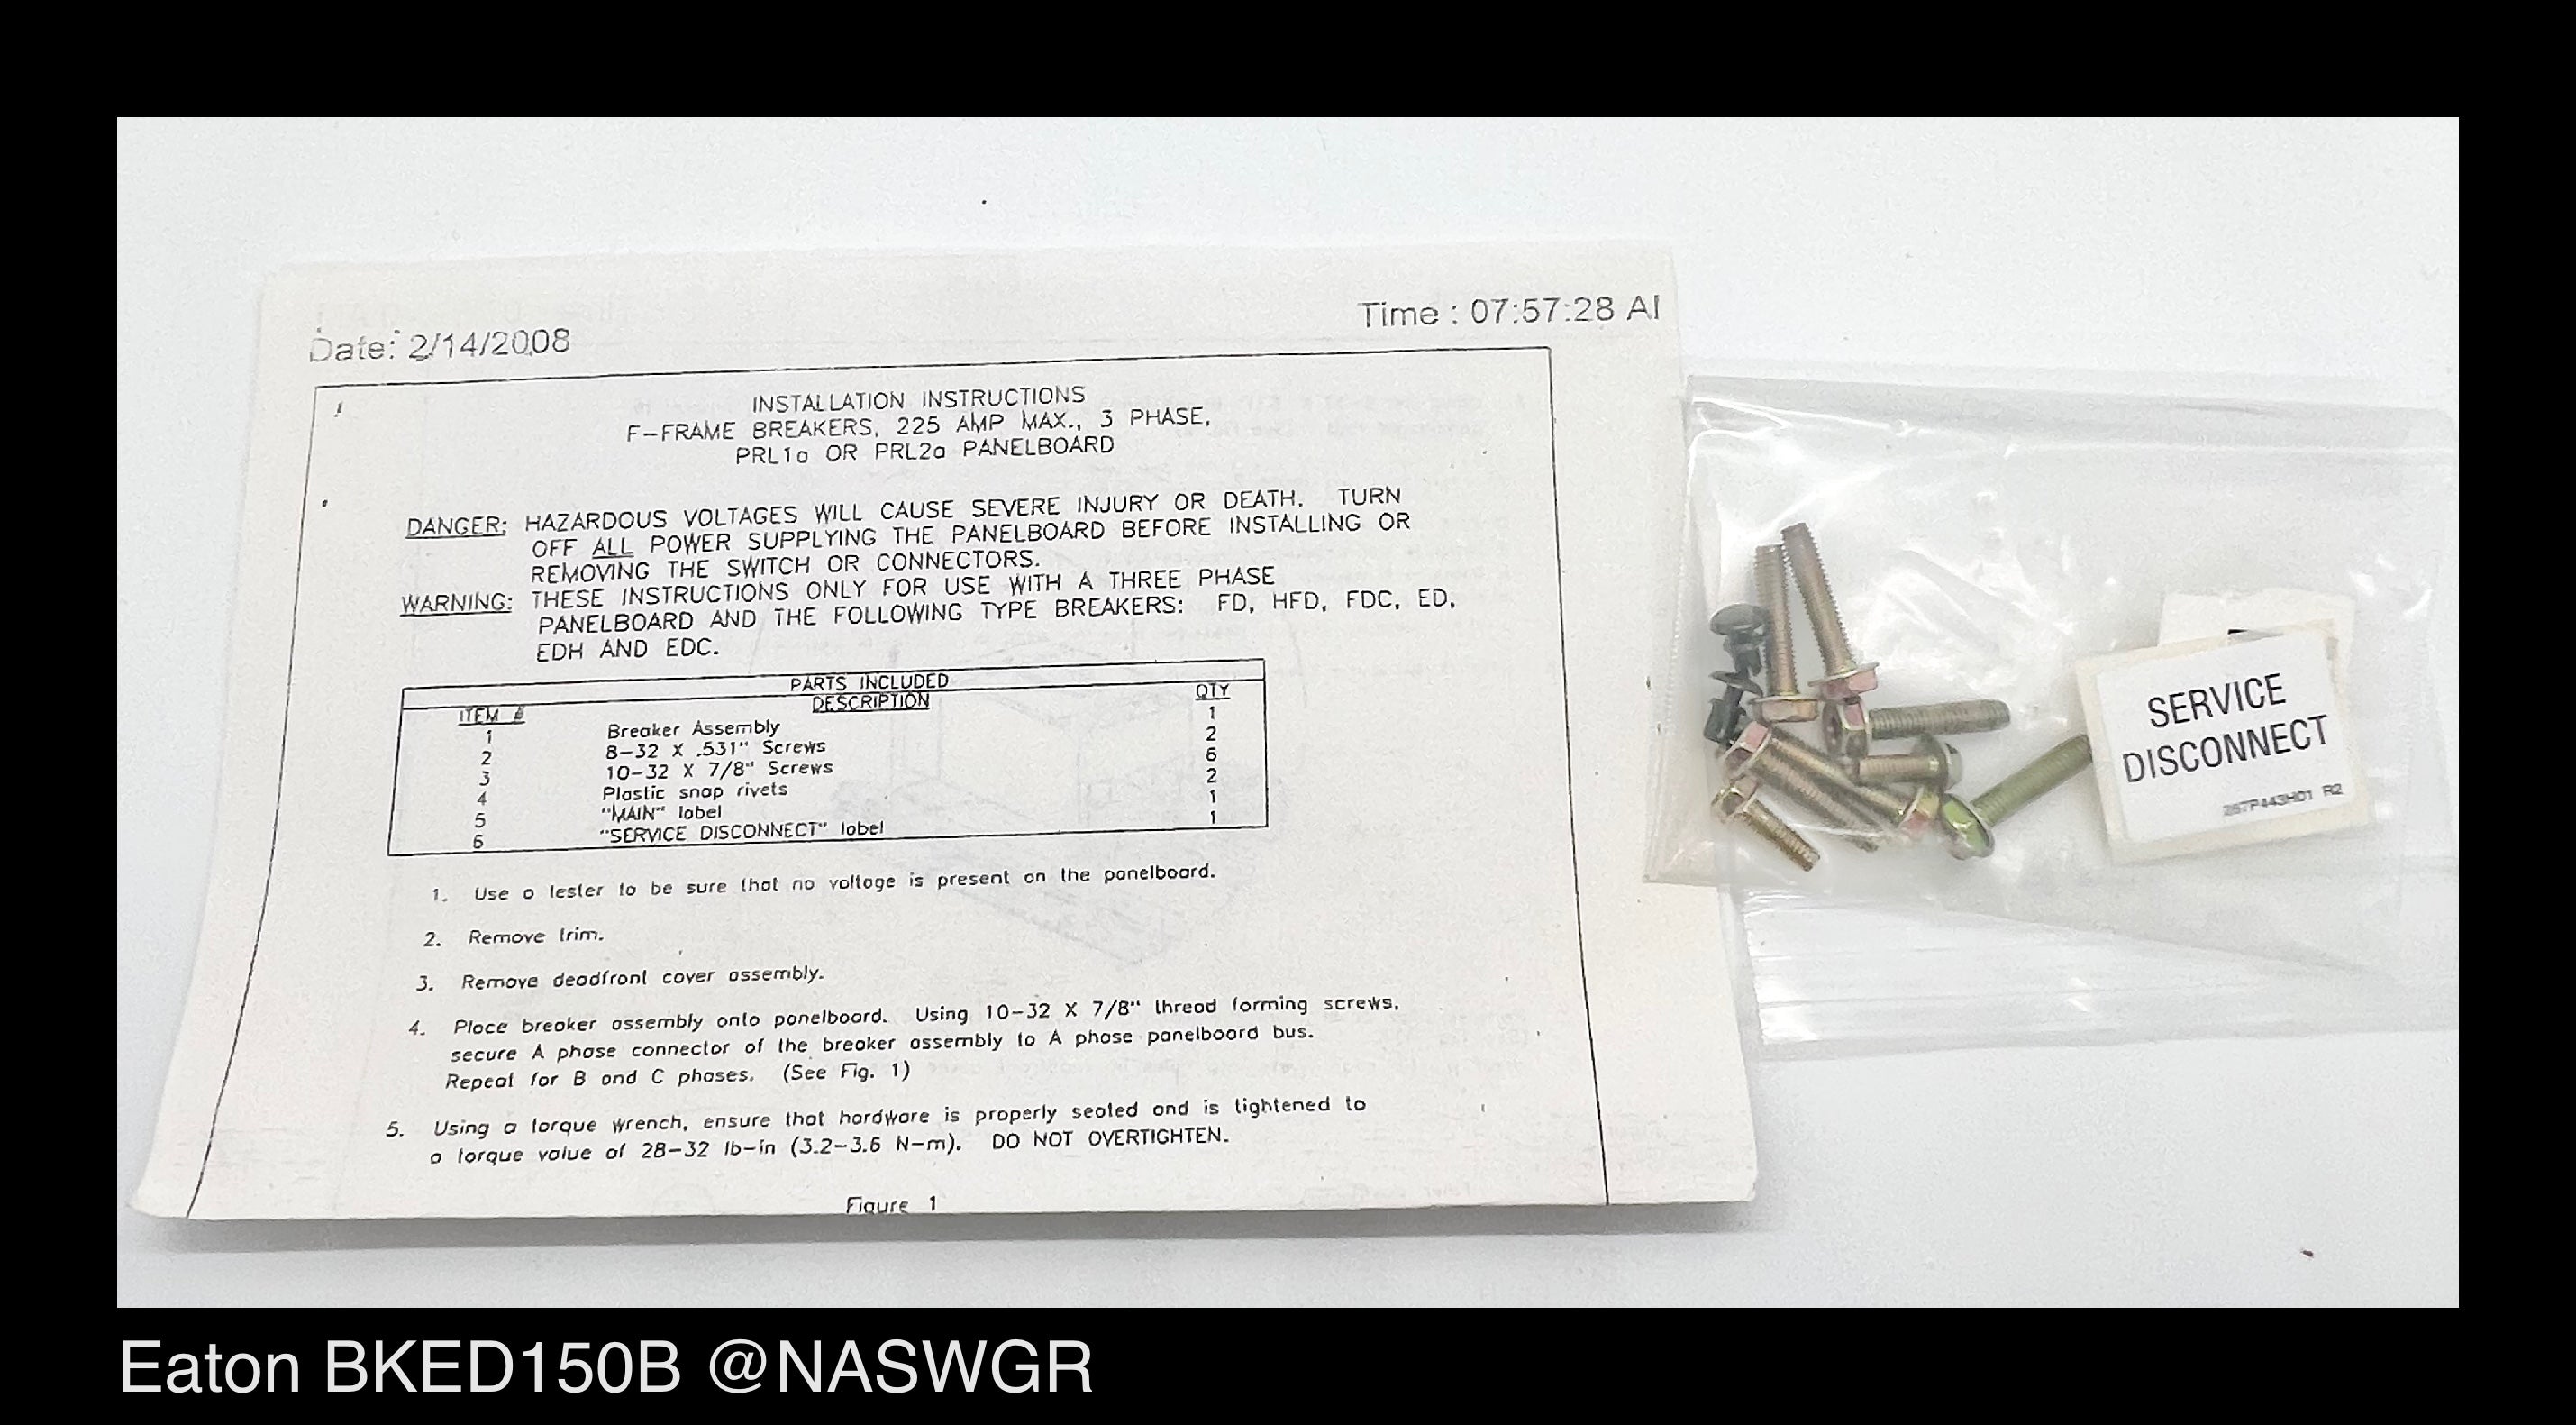 Date: 2/14/2008
Time : 07:57:28 AI
INSTALLATION INSTRUCTIONS
F-FRAME BREAKERS, 225 AMP MAX., 3 PHASE,
PRL1a OR PRL2a PANELBOARD
DANGER: HAZARDOUS VOLTAGES WILL CAUSE SEVERE INJURY OR DEATH. TURN
OFF ALL POWER SUPPLYING THE PANELBOARD BEFORE INSTALLING OR
REMOVING THE SWITCH OR CONNECTORS.
WARNING: THESE INSTRUCTIONS ONLY FOR USE WITH A THREE PHASE
PANELBOARD AND THE FOLLOWING TYPE BREAKERS: FD, HFD, FDC, ED,
EDH AND EDC.
PARTS INCLUDED
ITEM # DESCRIPTION QTY
1 Breaker Assembly 1
2 8-32 X .531" Screws 2
3 10-32 X 7/8" Screws 6
4 Plastic snap rivets 2
5 "MAIN" label 1
6 "SERVICE DISCONNECT" label 1
1. Use a tester to be sure that no voltage is present on the panelboard.
2. Remove trim.
3. Remove deadfront cover assembly.
4. Place breaker assembly onto panelboard. Using 10-32 X 7/8" thread forming screws,
secure A phase connector of the breaker assembly to A phase panelboard bus.
Repeat for B and C phases. (See Fig. 1)
5. Using a torque wrench, ensure that hardware is properly seated and is tightened to
a torque value of 28-32 lb-in (3.2-3.6 N-m). DO NOT OVERTIGHTEN.
Figure 1
SERVICE
DISCONNECT
287P443H01 R2
Eaton BKED150B @NASWGR